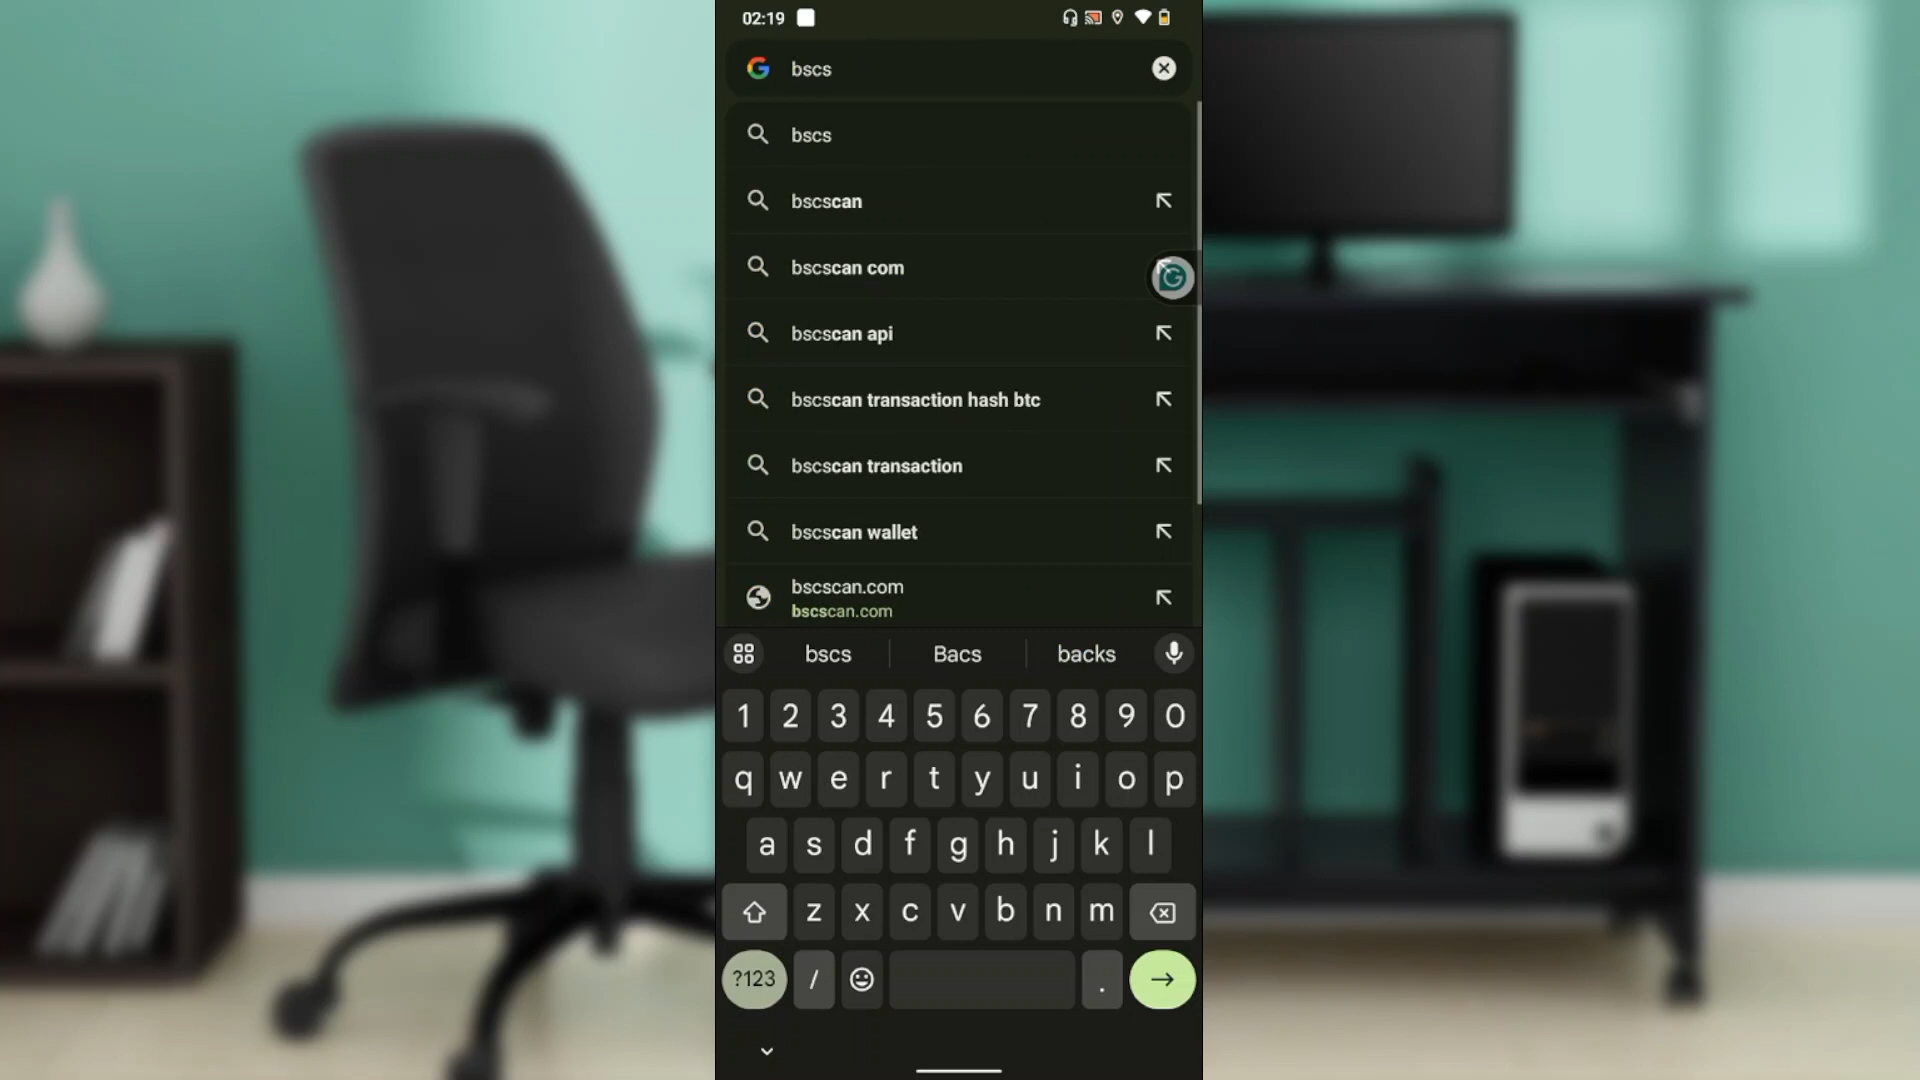 02:19
bscs
bscs
bscscan
bscscan com
bscscan api
bscscan transaction hash btc
bscscan transaction
bscscan wallet
bscscan.com
bscscan.com
bscs Bacs backs
1 2 3 4 5 6 7 8 9 0
q w e r t y u i o p
a s d f g h j k l
z x c v b n m
?123 / .